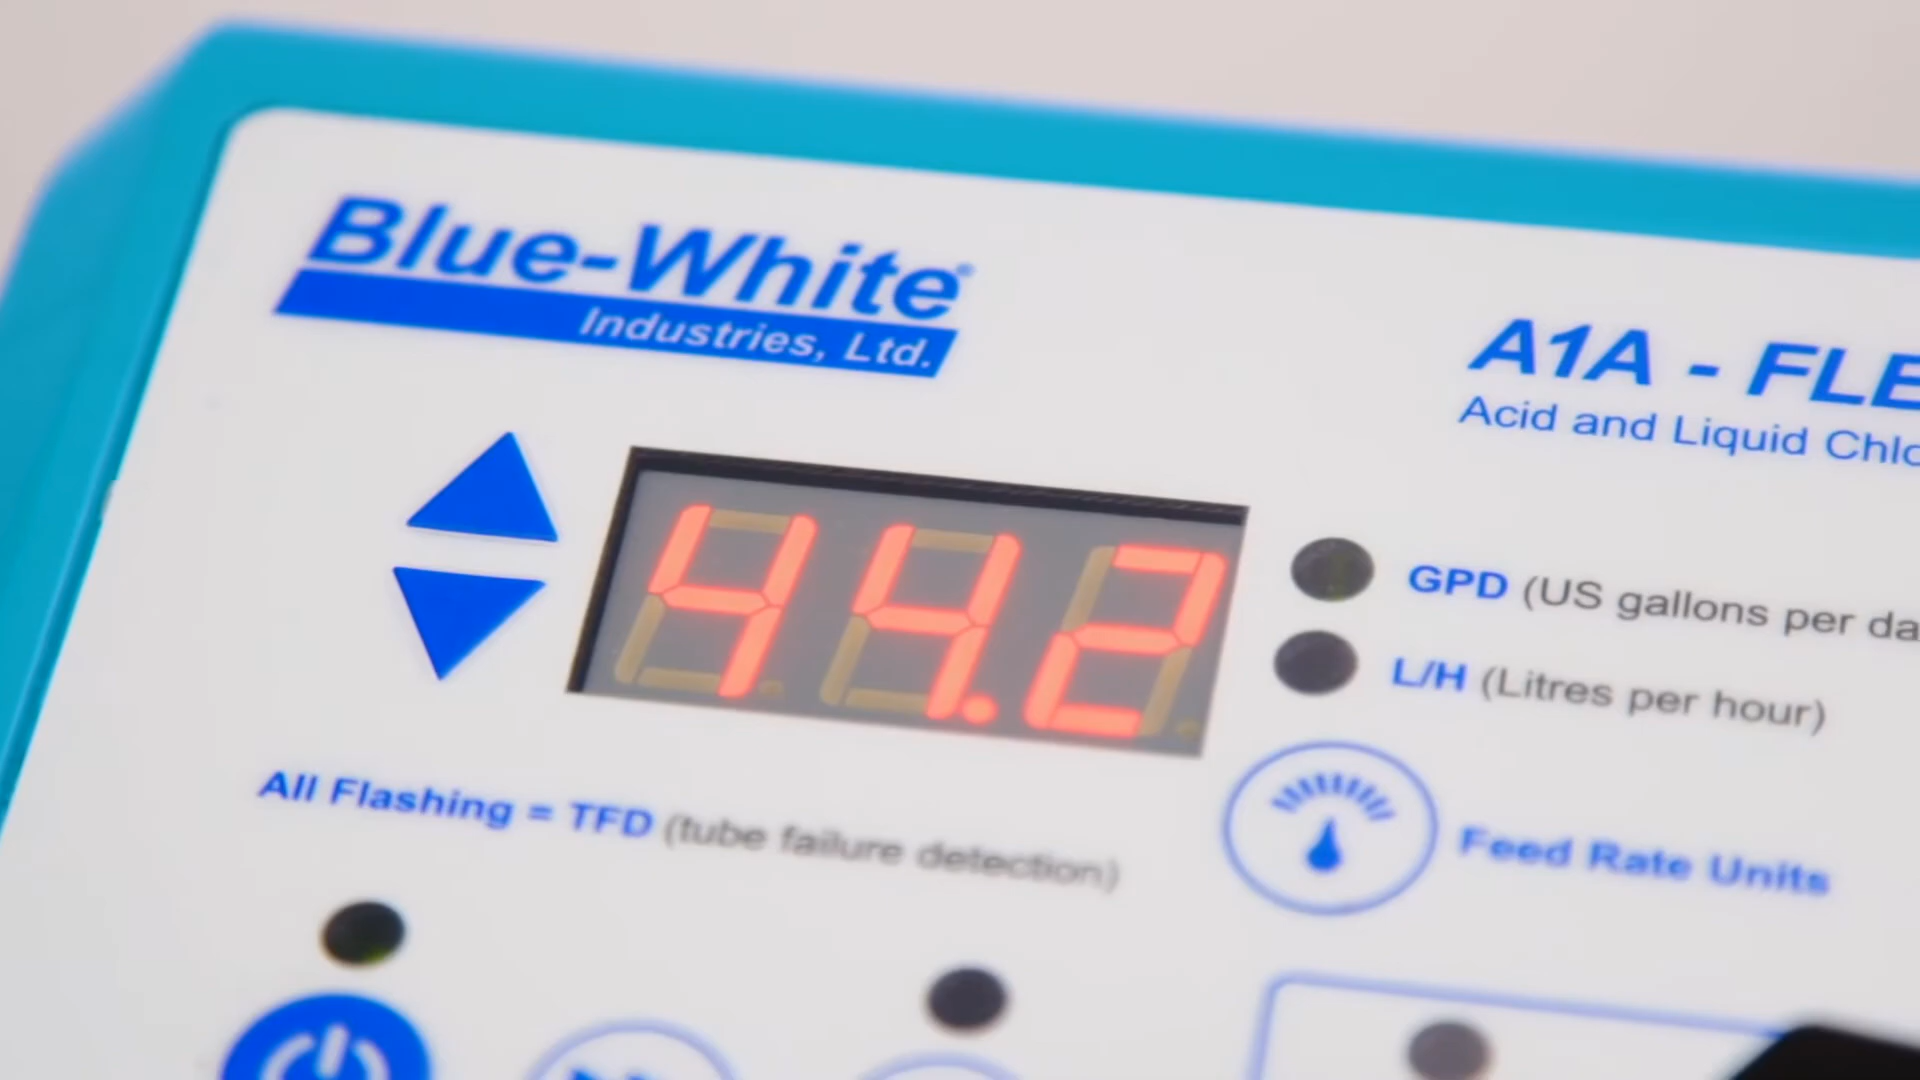 Blue-White®
Industries, Ltd.
A1A - FLE
Acid and Liquid Chlo
44.2
GPD (US gallons per da
L/H (Litres per hour)
All Flashing = TFD (tube failure detection)
Feed Rate Units